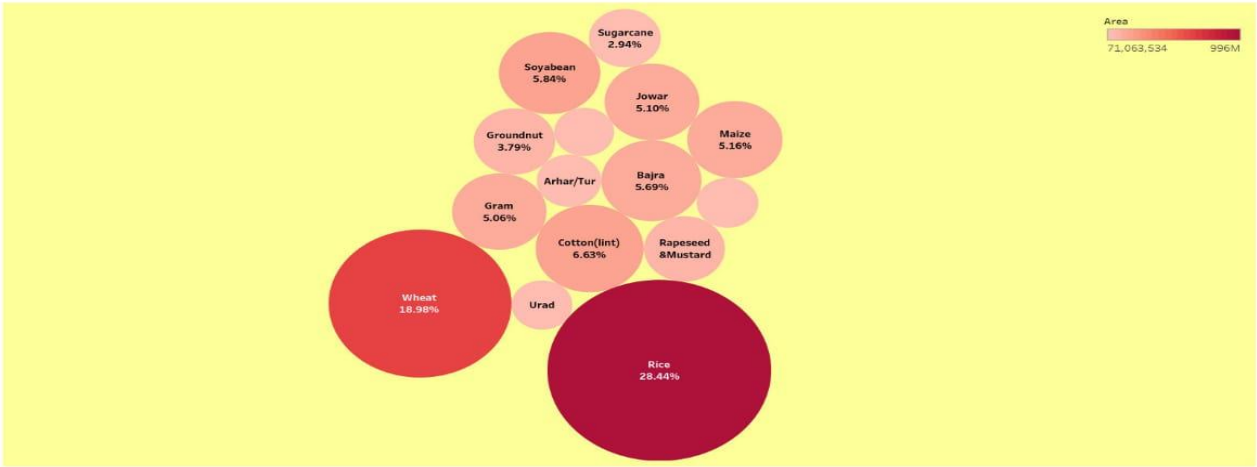 Sugarcane
2.94%
Soyabean
5.84%
Jowar
5.10%
Groundnut
3.79%
Maize
5.16%
Arhar/Tur
Bajra
5.69%
Gram
5.06%
Cotton(lint)
6.63%
Rapeseed
&Mustard
Wheat
18.98%
Urad
Rice
28.44%
Area
71,063,534 996M